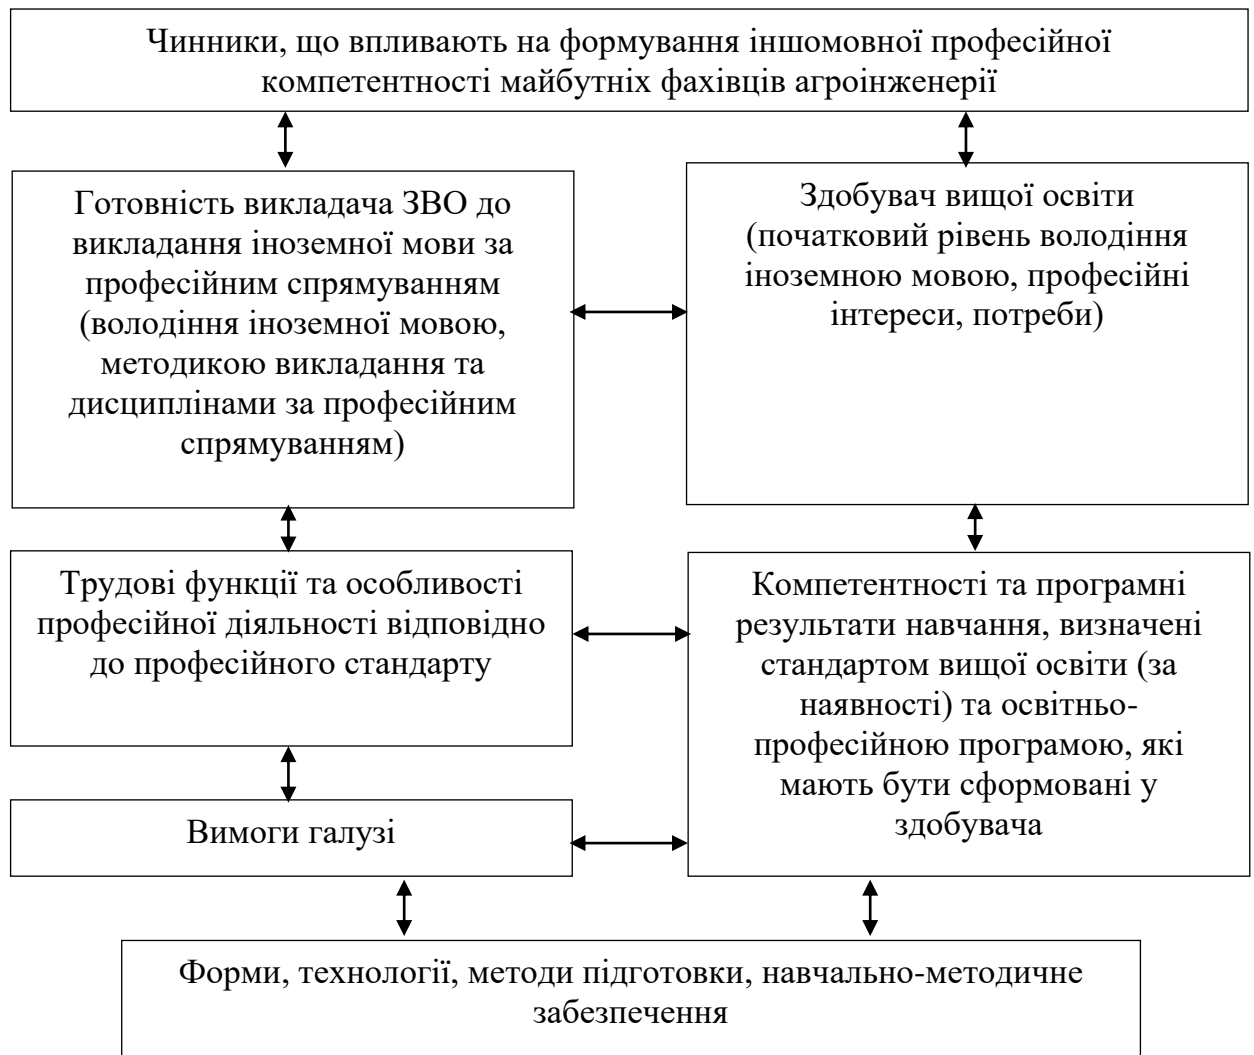 Чинники, що впливають на формування іншомовної професійної
компетентності майбутніх фахівців агроінженерії
Готовність викладача ЗВО до
викладання іноземної мови за
професійним спрямуванням
(володіння іноземної мовою,
методикою викладання та
дисциплінами за професійним
спрямуванням)
Здобувач вищої освіти
(початковий рівень володіння
іноземною мовою, професійні
інтереси, потреби)
Трудові функції та особливості
професійної діяльності відповідно
до професійного стандарту
Компетентності та програмні
результати навчання, визначені
стандартом вищої освіти (за
наявності) та освітньо-
професійною програмою, які
мають бути сформовані у
здобувача
Вимоги галузі
Форми, технології, методи підготовки, навчально-методичне
забезпечення